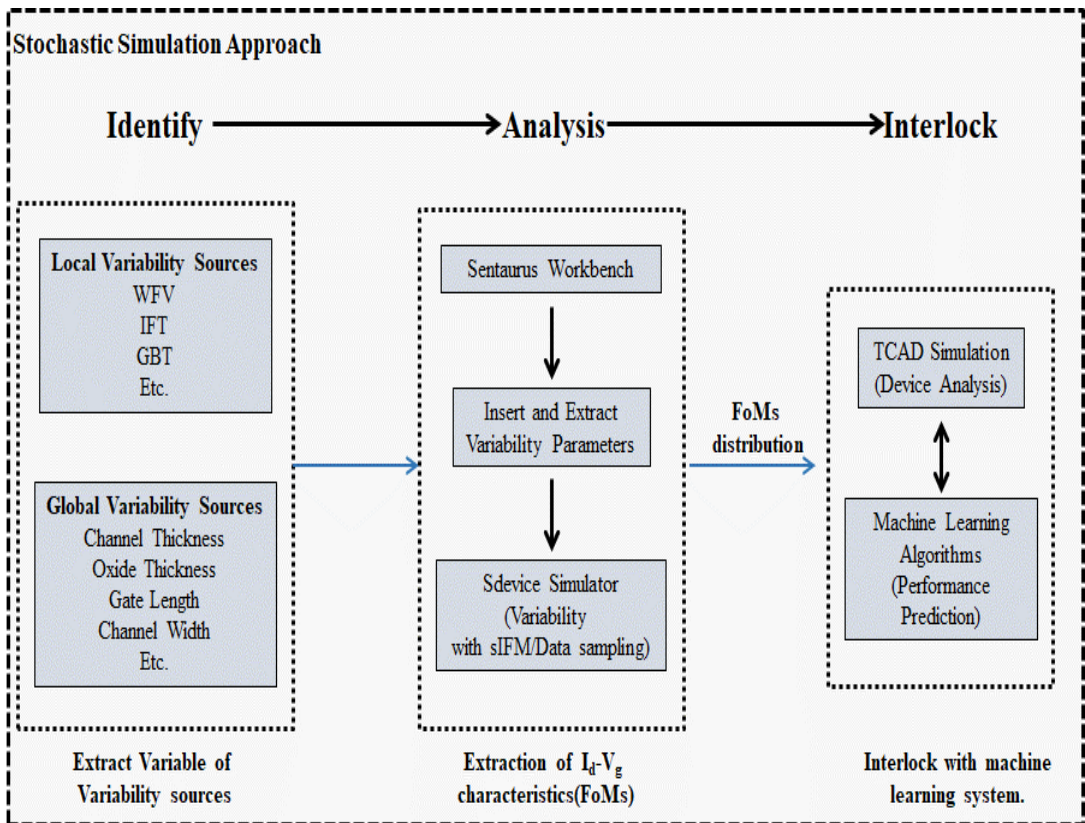 Stochastic Simulation Approach
Identify
Analysis
Interlock
Local Variability Sources
WFV
IFT
GBT
Etc.
Global Variability Sources
Channel Thickness
Oxide Thickness
Gate Length
Channel Width
Etc.
Extract Variable of
Variability sources
Sentaurus Workbench
Insert and Extract
Variability Parameters
Sdevice Simulator
(Variability
with sIFM/Data sampling)
Extraction of Id-Vg
characteristics(FoMs)
FoMs
distribution
TCAD Simulation
(Device Analysis)
Machine Learning
Algorithms
(Performance
Prediction)
Interlock with machine
learning system.